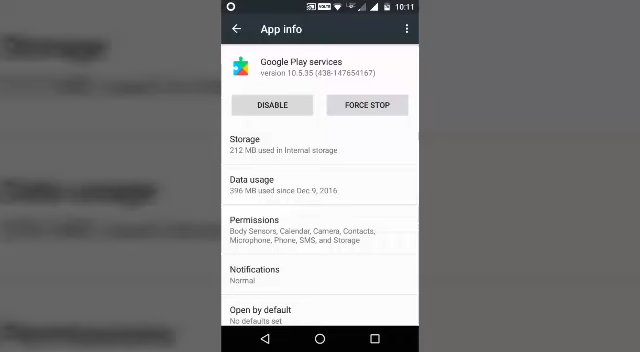 10:11
App info
Google Play services
version 10.5.35 (438-147654167)
DISABLE
FORCE STOP
Storage
212 MB used in Internal storage
Data usage
396 MB used since Dec 9, 2016
Permissions
Body Sensors, Calendar, Camera, Contacts,
Microphone, Phone, SMS, and Storage
Notifications
Normal
Open by default
No defaults set
Storage
Data usage
Permissions